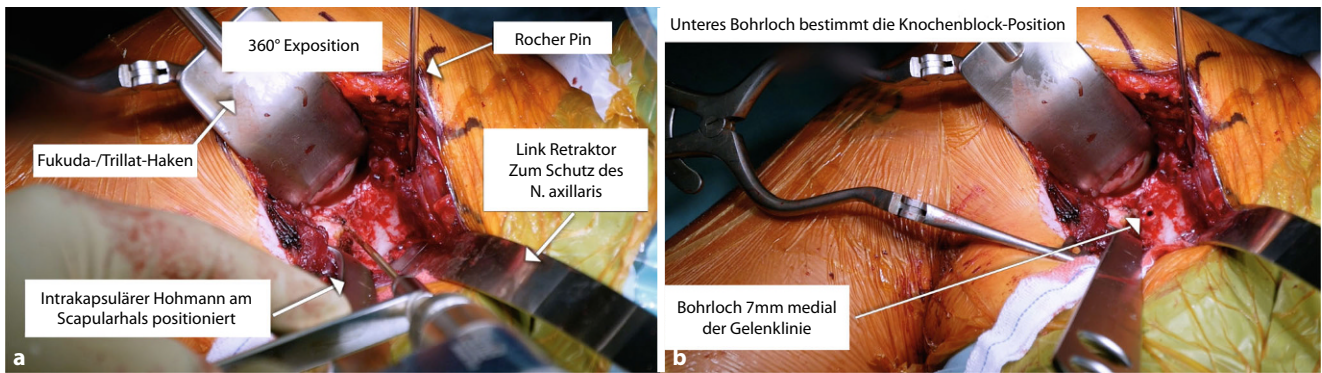 360° Exposition
Rocher Pin
Fukuda-/Trillat-Haken
Link Retraktor
Zum Schutz des
N. axillaris
Intrakapsulärer Hohmann am
Scapularhals positioniert
a
Unteres Bohrloch bestimmt die Knochenblock-Position
Bohrloch 7mm medial
der Gelenklinie
b